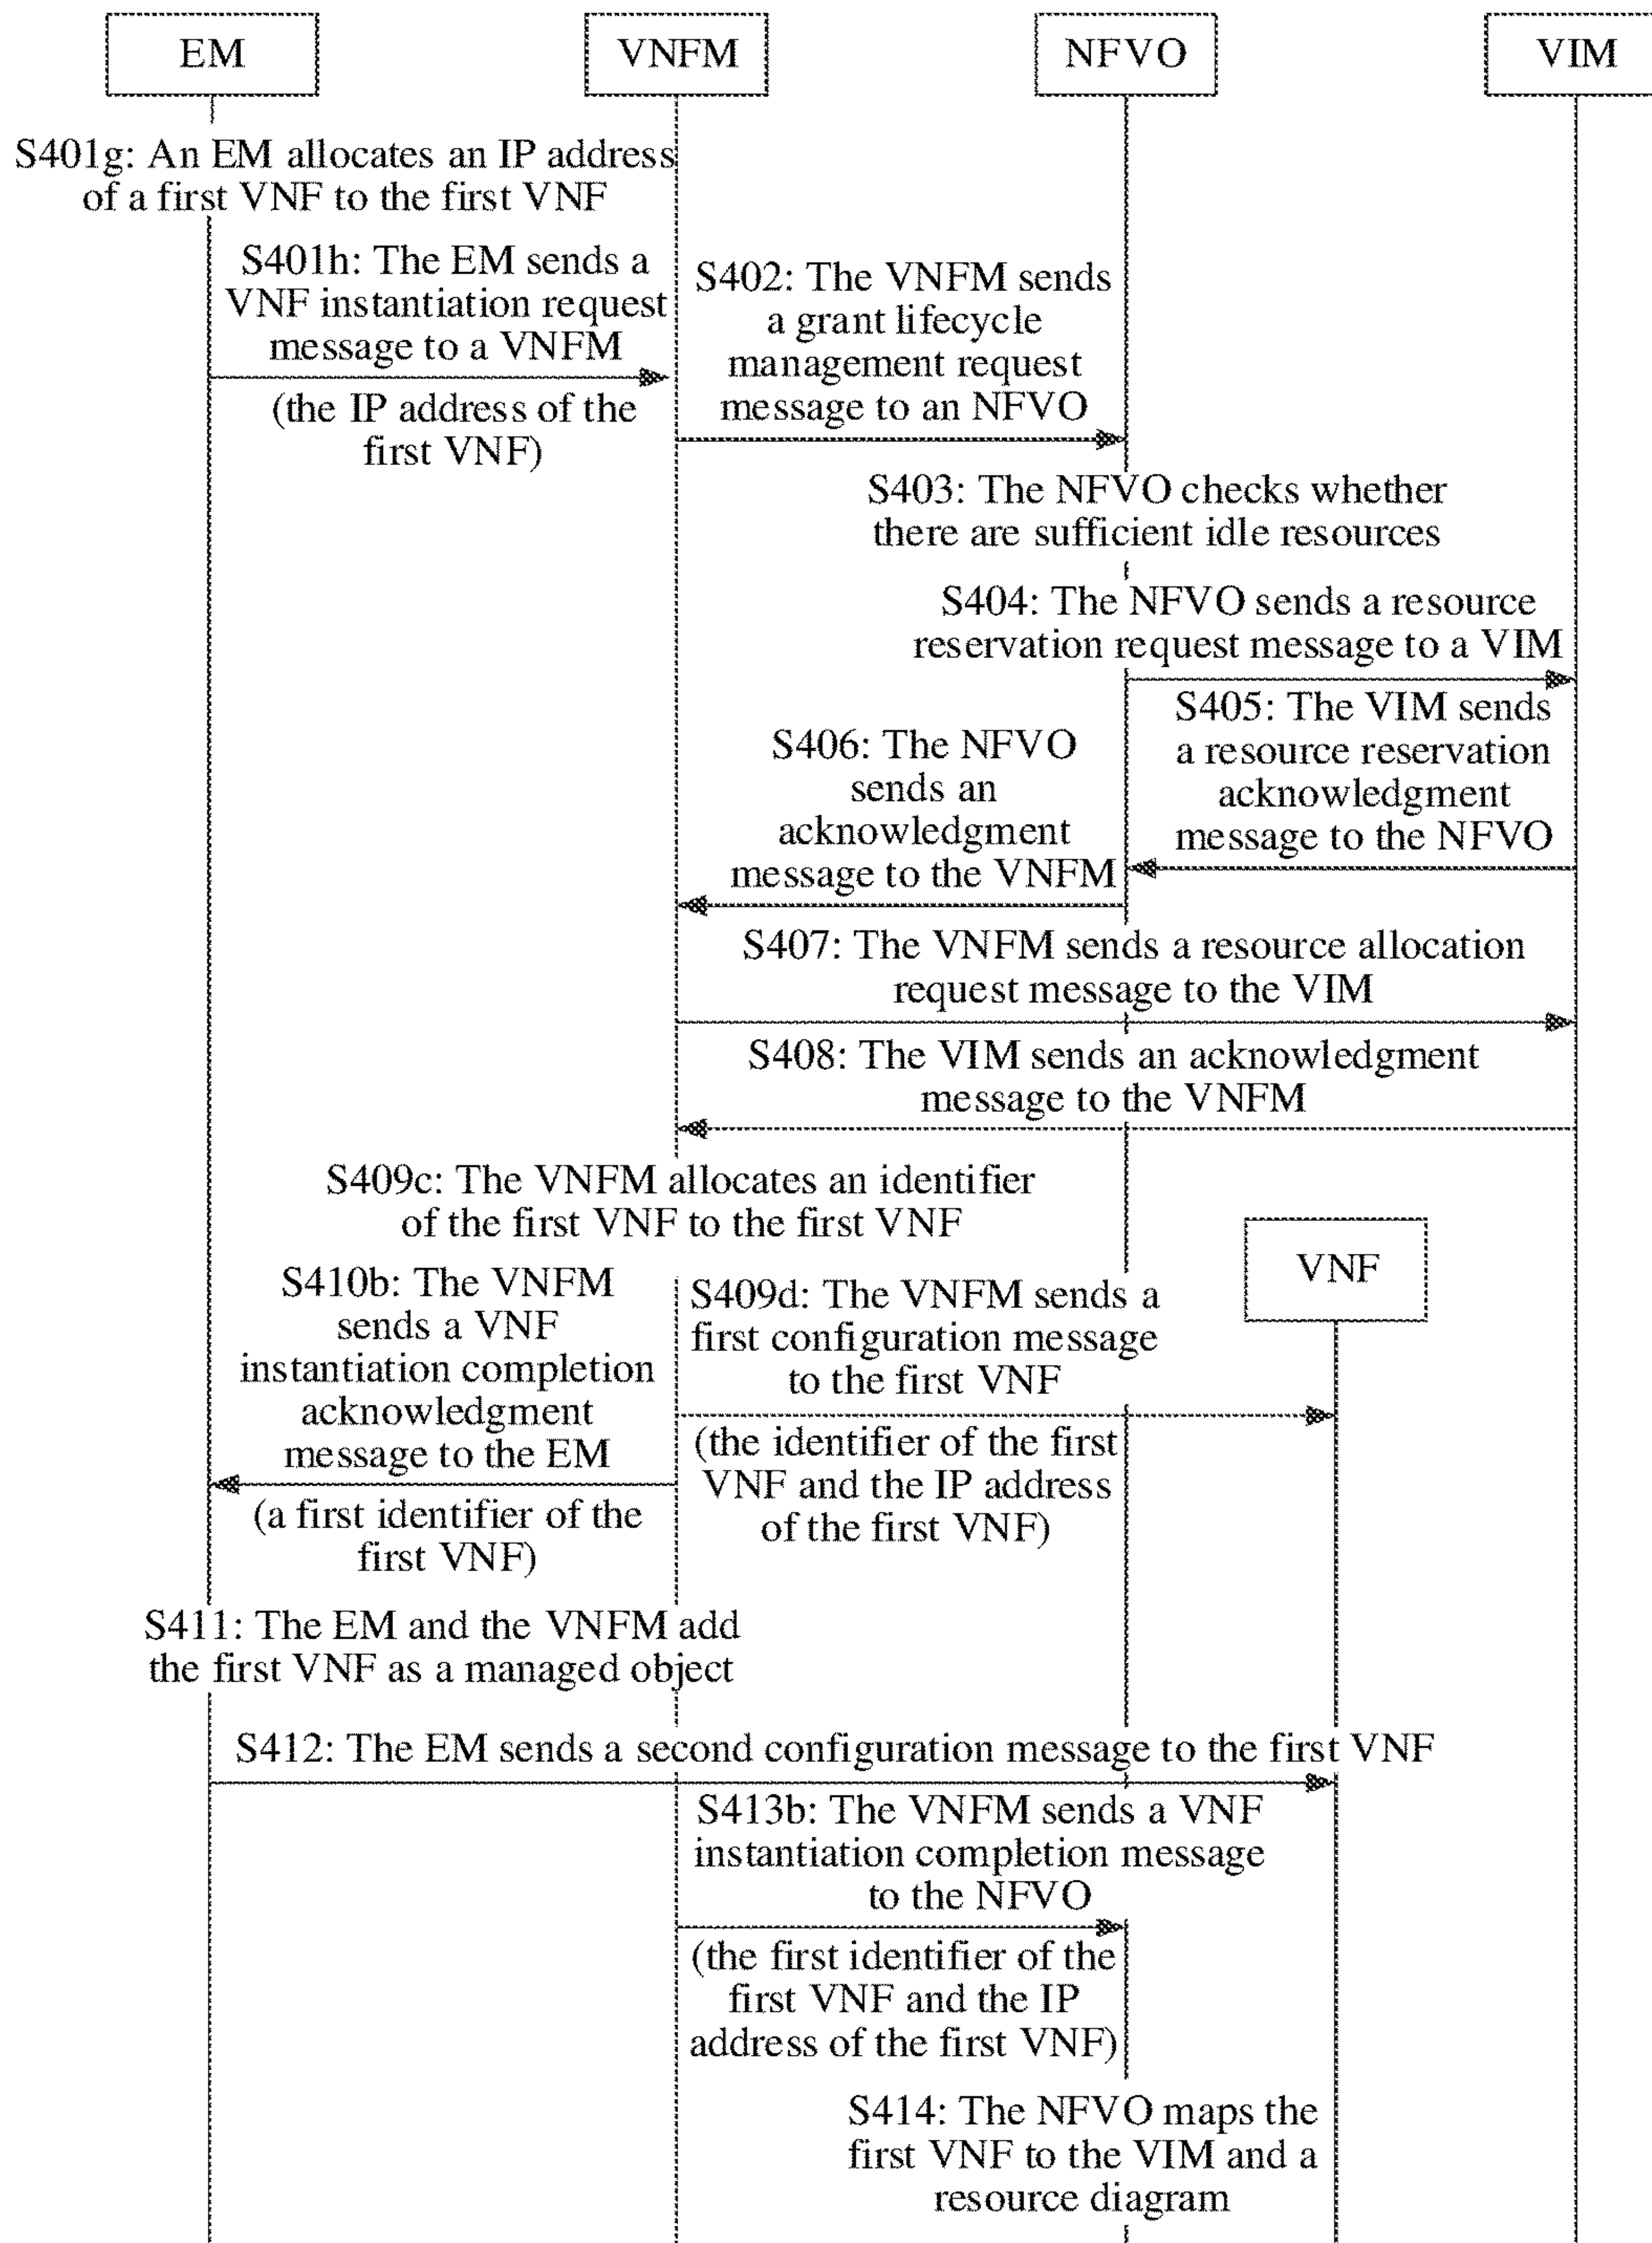 EM
VNFM
NFVO
VIM
S401g: An EM allocates an IP address
of a first VNF to the first VNF
S401h: The EM sends a
VNF instantiation request
message to a VNFM
(the IP address of the
first VNF)
S402: The VNFM sends
a grant lifecycle
management request
message to an NFVO
S403: The NFVO checks whether
there are sufficient idle resources
S404: The NFVO sends a resource
reservation request message to a VIM
S405: The VIM sends
a resource reservation
acknowledgment
message to the NFVO
S406: The NFVO
sends an
acknowledgment
message to the VNFM
S407: The VNFM sends a resource allocation
request message to the VIM
S408: The VIM sends an acknowledgment
message to the VNFM
S409c: The VNFM allocates an identifier
of the first VNF to the first VNF
VNF
S409d: The VNFM sends a
first configuration message
to the first VNF
(the identifier of the first
VNF and the IP address
of the first VNF)
S410b: The VNFM
sends a VNF
instantiation completion
acknowledgment
message to the EM
(a first identifier of the
first VNF)
S411: The EM and the VNFM add
the first VNF as a managed object
S412: The EM sends a second configuration message to the first VNF
S413b: The VNFM sends a VNF
instantiation completion message
to the NFVO
(the first identifier of the
first VNF and the IP
address of the first VNF)
S414: The NFVO maps the
first VNF to the VIM and a
resource diagram